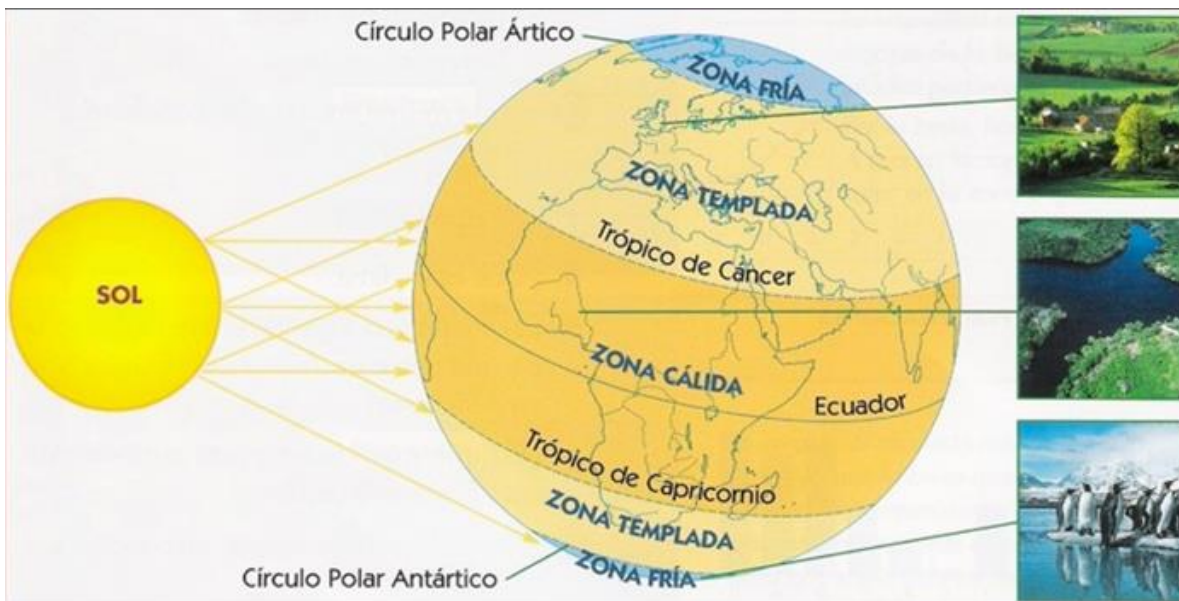 Círculo Polar Ártico
ZONA FRÍA
ZONA TEMPLADA
Trópico de Cáncer
SOL
ZONA CÁLIDA
Ecuador
Trópico de Capricornio
ZONA TEMPLADA
Círculo Polar Antártico
ZONA FRÍA